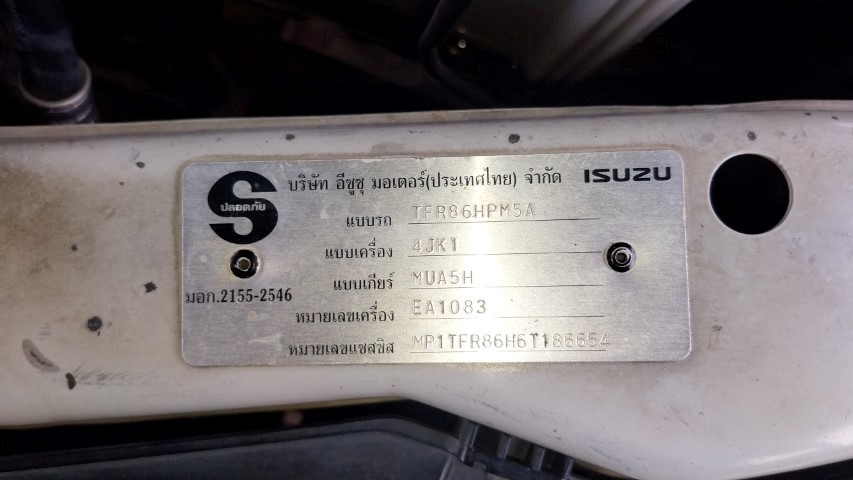 บริษัท อีซูซุ มอเตอร์(ประเทศไทย) จำกัด ISUZU
ปลอดภัย
แบบรถ TFR86HPM5A
แบบเครื่อง 4JK1
แบบเกียร์ MUA5H
มอก.2155-2546
หมายเลขเครื่อง EA1083
หมายเลขแชสซิส MP1TFR86H6T186654